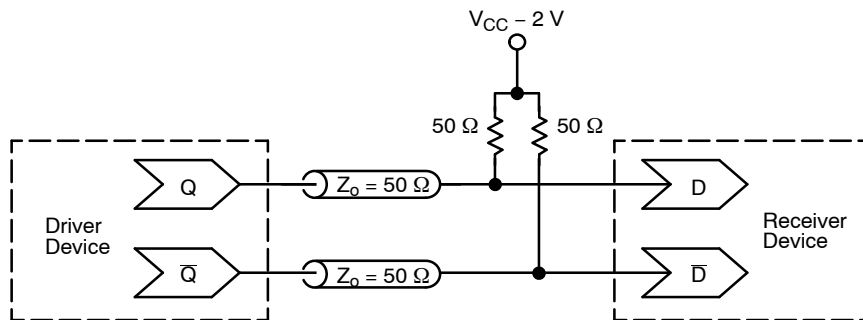 V_CC – 2 V
50 Ω
50 Ω
Q
Z_o = 50 Ω
D
Driver
Device
Receiver
Device
Q̅
Z_o = 50 Ω
D̅